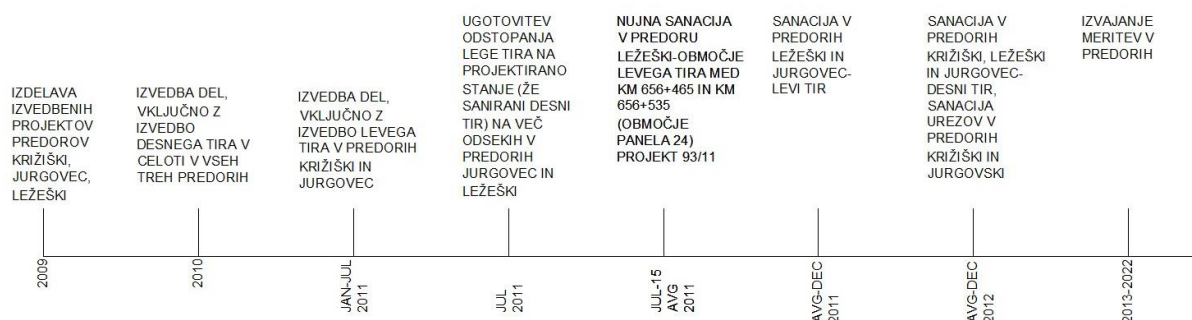 IZDELAVA
IZVEDBENIH
PROJEKTOV
PREDOROV
KRIŽIŠKI,
JURGOVEC,
LEŽEŠKI
2009
IZVEDBA DEL,
VKLJUČNO Z
IZVEDBO
DESNEGA TIRA V
CELOTI V VSEH
TREH PREDORIH
2010
IZVEDBA DEL,
VKLJUČNO Z
IZVEDBO LEVEGA
TIRA V PREDORIH
KRIŽIŠKI IN
JURGOVEC
JAN-JUL
2011
UGOTOVITEV
ODSTOPANJA
LEGE TIRA NA
PROJEKTIRANO
STANJE (ŽE
SANIRANI DESNI
TIR) NA VEČ
ODSEKIH V
PREDORIH
JURGOVEC IN
LEŽEŠKI
JUL
2011
NUJNA SANACIJA
V PREDORU
LEŽEŠKI-OBMOČJE
LEVEGA TIRA MED
KM 656+465 IN KM
656+535
(OBMOČJE
PANELA 24)
PROJEKT 93/11
JUL-15
AVG
2011
SANACIJA V
PREDORIH
LEŽEŠKI IN
JURGOVEC-
LEVI TIR
AVG-DEC
2011
SANACIJA V
PREDORIH
KRIŽIŠKI, LEŽEŠKI
IN JURGOVEC-
DESNI TIR,
SANACIJA
UREZOV V
PREDORIH
KRIŽIŠKI IN
JURGOVSKI
AVG-DEC
2012
IZVAJANJE
MERITEV V
PREDORIH
2013-2022